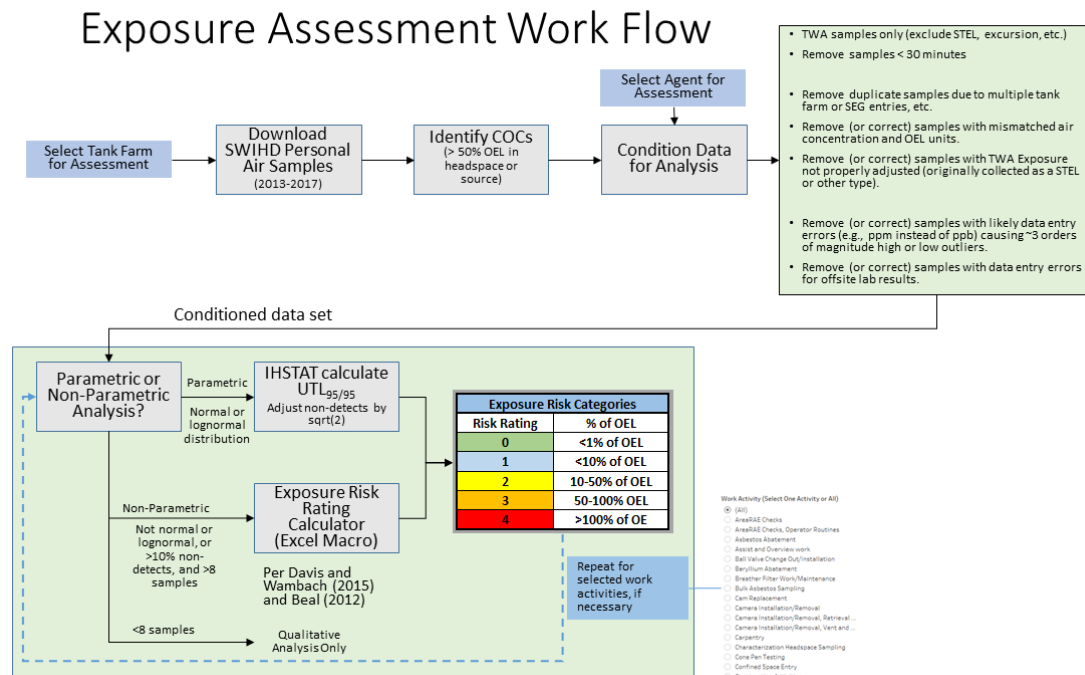 Exposure Assessment Work Flow
Select Tank Farm
for Assessment
Download
SWIHD Personal
Air Samples
(2013-2017)
Identify COCs
(> 50% OEL in
headspace or
source)
Select Agent for
Assessment
Condition Data
for Analysis
• TWA samples only (exclude STEL, excursion, etc.)
• Remove samples < 30 minutes
• Remove duplicate samples due to multiple tank
farm or SEG entries, etc.
• Remove (or correct) samples with mismatched air
concentration and OEL units.
• Remove (or correct) samples with TWA Exposure
not properly adjusted (originally collected as a STEL
or other type).
• Remove (or correct) samples with likely data entry
errors (e.g., ppm instead of ppb) causing ~3 orders
of magnitude high or low outliers.
• Remove (or correct) samples with data entry errors
for offsite lab results.
Conditioned data set
Parametric or
Non-Parametric
Analysis?
Parametric
Normal or
lognormal
distribution
IHSTAT calculate
UTL95/95
Adjust non-detects by
sqrt(2)
Non-Parametric
Not normal or
lognormal, or
>10% non-
detects, and >8
samples
Exposure Risk
Rating
Calculator
(Excel Macro)
Per Davis and
Wambach (2015)
and Beal (2012)
<8 samples
Qualitative
Analysis Only
Exposure Risk Categories
Risk Rating % of OEL
0 <1% of OEL
1 <10% of OEL
2 10-50% of OEL
3 50-100% OEL
4 >100% of OE
Repeat for
selected work
activities, if
necessary
Work Activity (Select One Activity or All)
(All)
AreaRAE Checks
AreaRAE Checks, Operator Routines
Asbestos Abatement
Assist and Overview work
Ball Valve Change Out/Installation
Beryllium Abatement
Breather Filter Work/Maintenance
Bulk Asbestos Sampling
Cam Replacement
Camera Installation/Removal
Camera Installation/Removal, Retrieval ...
Camera Installation/Removal, Vent and ...
Carpentry
Characterization Headspace Sampling
Cone Pen Testing
Confined Space Entry